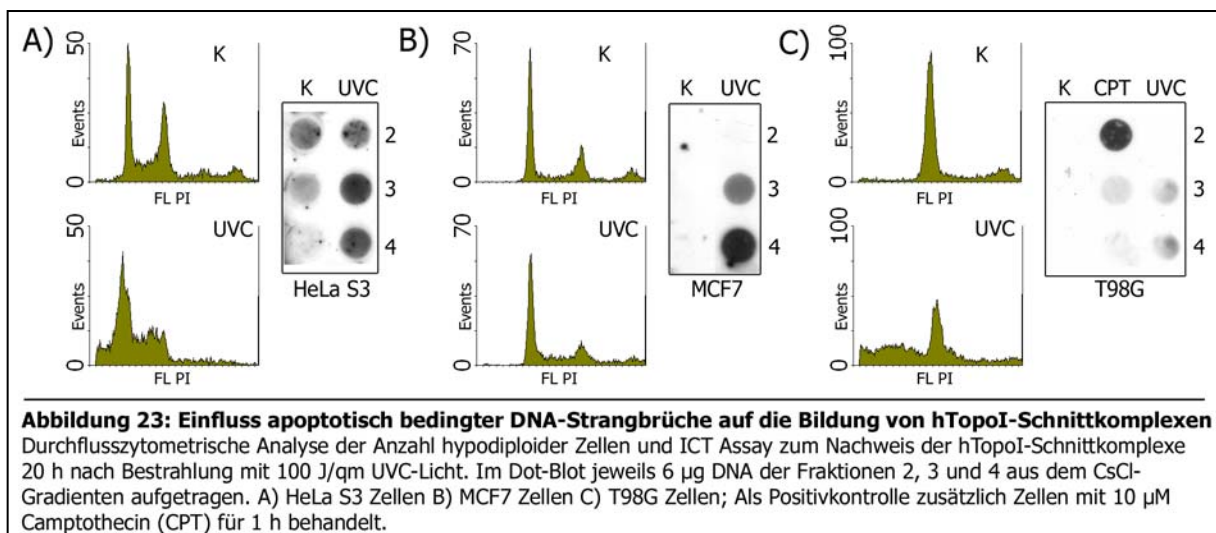 A)
50
K
Events
0
FL PI
50
UVC
Events
0
FL PI
K UVC
2
3
4
HeLa S3
B)
70
K
Events
0
FL PI
70
UVC
Events
0
FL PI
K UVC
2
3
4
MCF7
C)
100
K
Events
0
FL PI
100
UVC
Events
0
FL PI
K CPT UVC
2
3
4
T98G
Abbildung 23: Einfluss apoptotisch bedingter DNA-Strangbrüche auf die Bildung von hTopoI-Schnittkomplexen
Durchflusszytometrische Analyse der Anzahl hypodiploider Zellen und ICT Assay zum Nachweis der hTopoI-Schnittkomplexe
20 h nach Bestrahlung mit 100 J/qm UVC-Licht. Im Dot-Blot jeweils 6 µg DNA der Fraktionen 2, 3 und 4 aus dem CsCl-
Gradienten aufgetragen. A) HeLa S3 Zellen B) MCF7 Zellen C) T98G Zellen; Als Positivkontrolle zusätzlich Zellen mit 10 µM
Camptothecin (CPT) für 1 h behandelt.